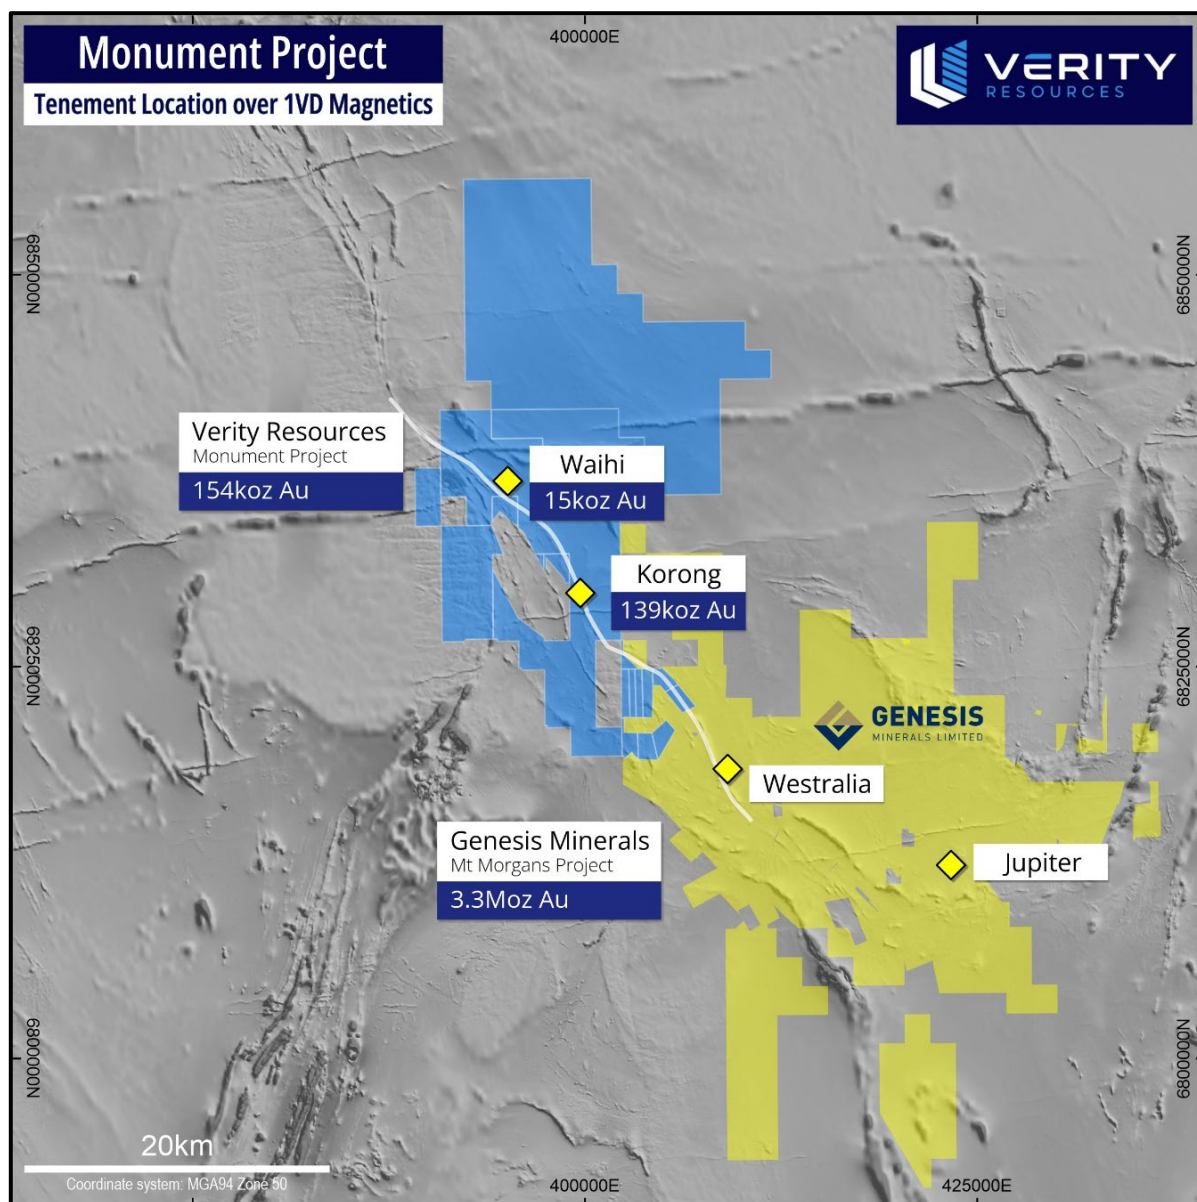 400000E
Monument Project
Tenement Location over 1VD Magnetics
VERITY
RESOURCES
6850000N
6850000N
Verity Resources
Monument Project
154koz Au
Waihi
15koz Au
Korong
139koz Au
6825000N
6825000N
GENESIS
MINERALS LIMITED
Westralia
Genesis Minerals
Mt Morgans Project
3.3Moz Au
Jupiter
6800000N
6800000N
20km
Coordinate system: MGA94 Zone 50
400000E
425000E